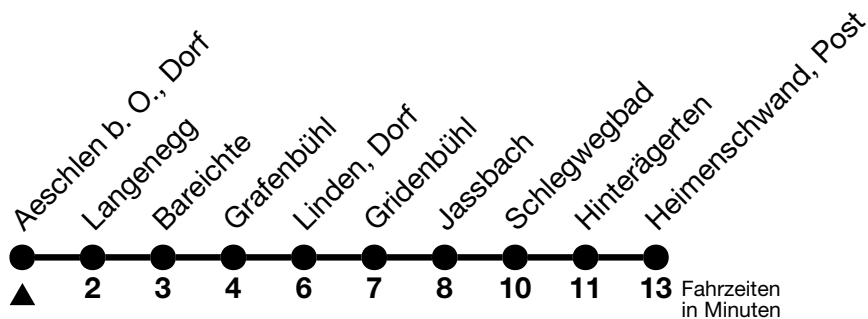 Aeschlen b. O., Dorf
Langenegg
Bareichte
Grafenbühl
Linden, Dorf
Gridenbühl
Jassbach
Schlegwegbad
Hinterägerten
Heimenschwand, Post
2 3 4 6 7 8 10 11 13 Fahrzeiten
in Minuten